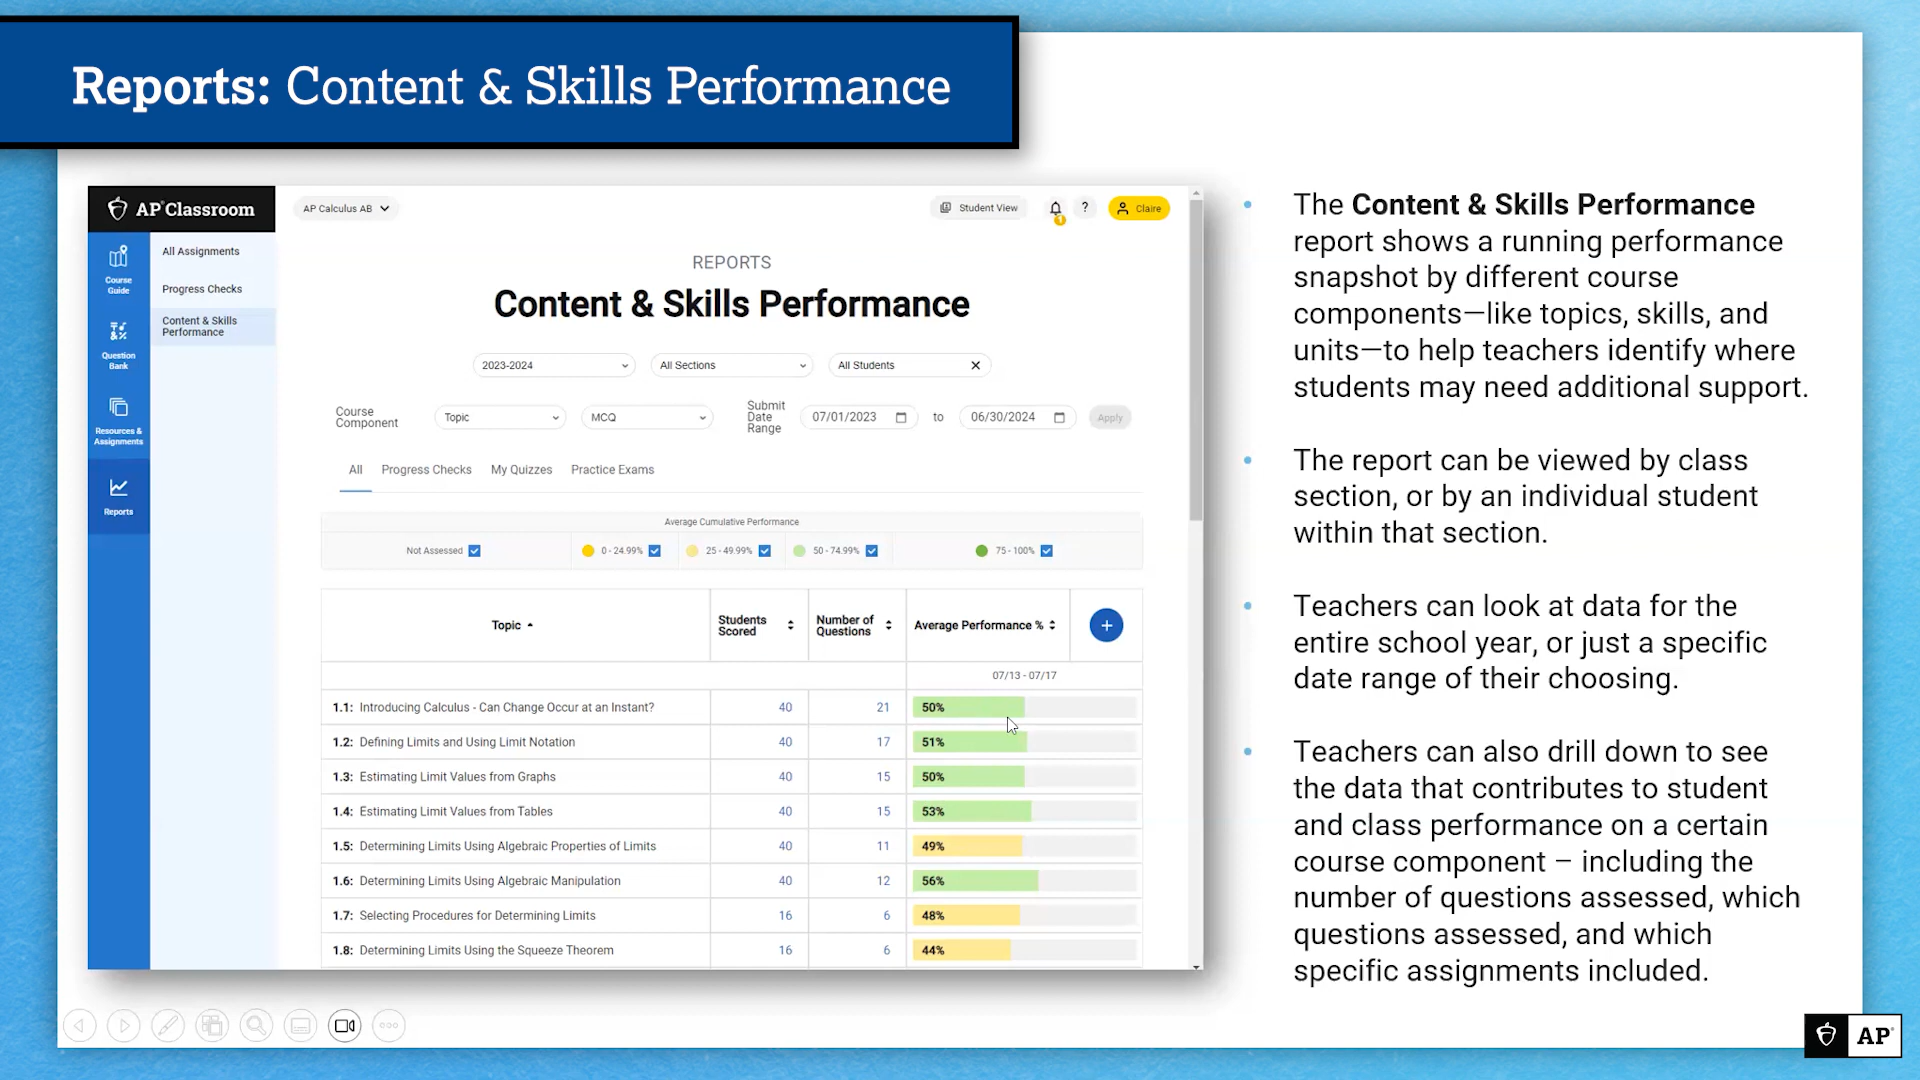 Reports: Content & Skills Performance
AP Classroom
AP Calculus AB
Student View
1
?
Claire
Course
Guide
Question
Bank
Resources &
Assignments
Reports
All Assignments
Progress Checks
Content & Skills
Performance
REPORTS
Content & Skills Performance
2023-2024
All Sections
All Students
Course
Component
Topic
MCQ
Submit
Date
Range
07/01/2023
to
06/30/2024
Apply
All Progress Checks My Quizzes Practice Exams
Average Cumulative Performance
Not Assessed 0 - 24.99% 25 - 49.99% 50 - 74.99% 75 - 100%
Topic
Students
Scored
Number of
Questions
Average Performance %
+
07/13 - 07/17
1.1: Introducing Calculus - Can Change Occur at an Instant? 40 21 50%
1.2: Defining Limits and Using Limit Notation 40 17 51%
1.3: Estimating Limit Values from Graphs 40 15 50%
1.4: Estimating Limit Values from Tables 40 15 53%
1.5: Determining Limits Using Algebraic Properties of Limits 40 11 49%
1.6: Determining Limits Using Algebraic Manipulation 40 12 56%
1.7: Selecting Procedures for Determining Limits 16 6 48%
1.8: Determining Limits Using the Squeeze Theorem 16 6 44%
• The Content & Skills Performance
report shows a running performance
snapshot by different course
components—like topics, skills, and
units—to help teachers identify where
students may need additional support.
• The report can be viewed by class
section, or by an individual student
within that section.
• Teachers can look at data for the
entire school year, or just a specific
date range of their choosing.
• Teachers can also drill down to see
the data that contributes to student
and class performance on a certain
course component – including the
number of questions assessed, which
questions assessed, and which
specific assignments included.
AP